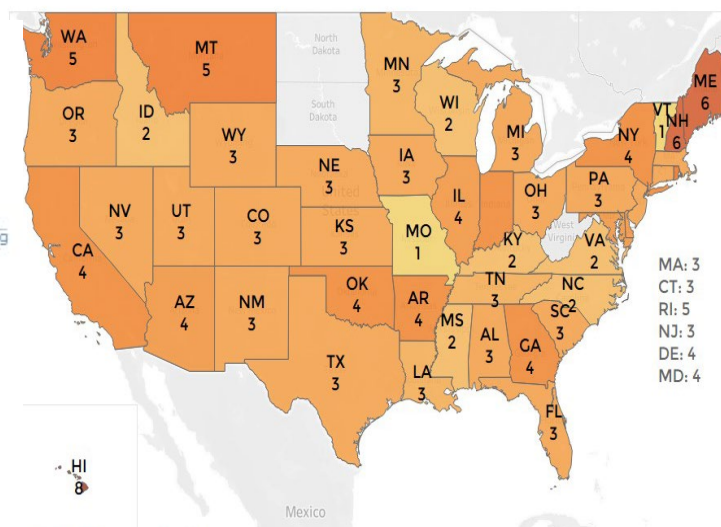 WA
5
MT
5
North
Dakota
MN
3
ME
6
VT
1
NH
6
OR
3
ID
2
South
Dakota
WI
2
MI
3
NY
4
WY
3
IA
3
NE
3
PA
3
OH
3
IL
4
NV
3
UT
3
CO
3
United
States
KS
3
MO
1
West
Virginia
VA
2
KY
2
CA
4
MA: 3
CT: 3
RI: 5
NJ: 3
DE: 4
MD: 4
AZ
4
NM
3
OK
4
AR
4
TN
3
NC
2
SC
3
MS
2
AL
3
GA
4
TX
3
LA
3
FL
3
HI
8
Mexico